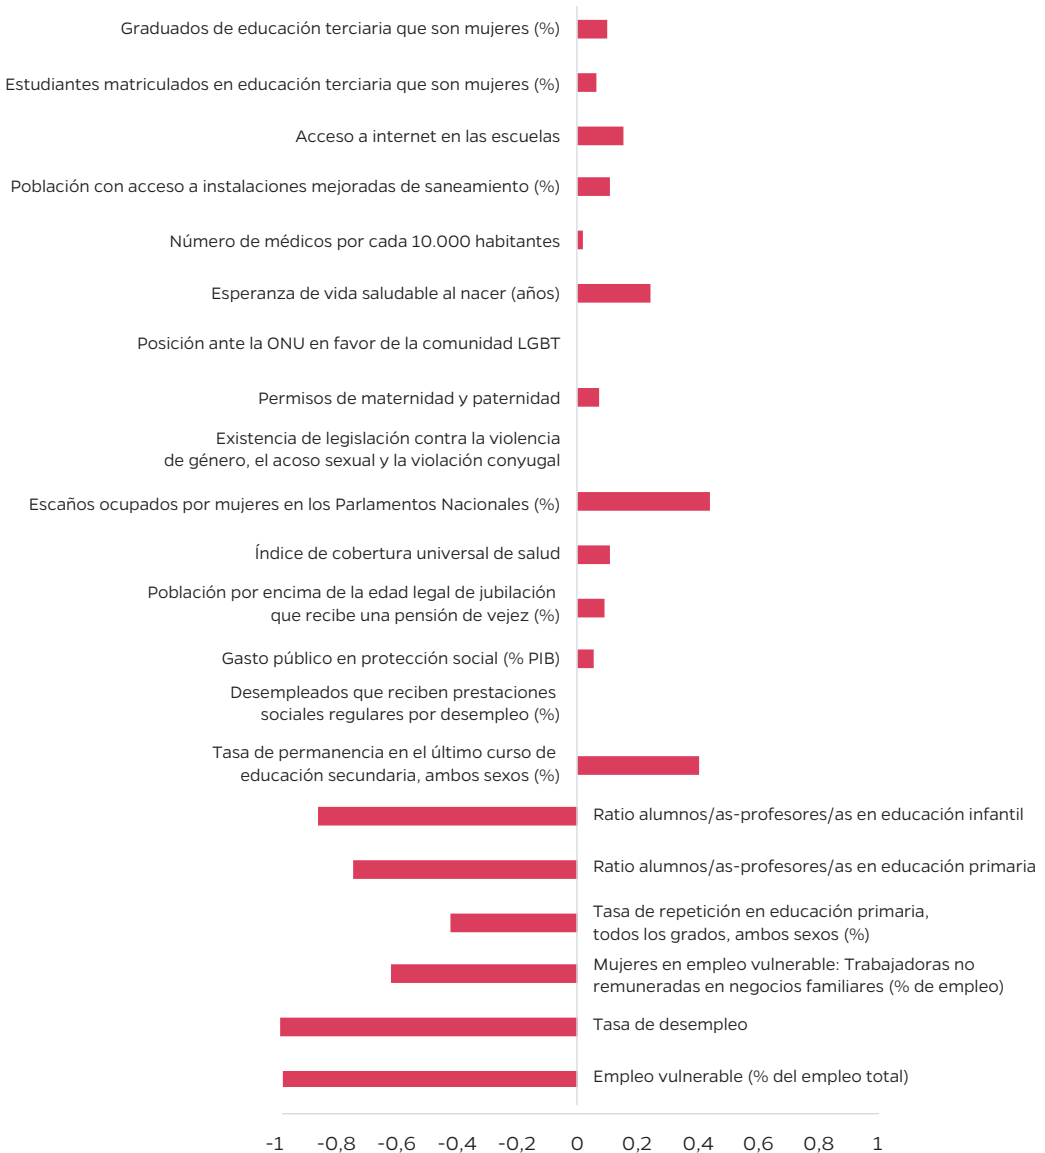 Graduados de educación terciaria que son mujeres (%)
Estudiantes matriculados en educación terciaria que son mujeres (%)
Acceso a internet en las escuelas
Población con acceso a instalaciones mejoradas de saneamiento (%)
Número de médicos por cada 10.000 habitantes
Esperanza de vida saludable al nacer (años)
Posición ante la ONU en favor de la comunidad LGBT
Permisos de maternidad y paternidad
Existencia de legislación contra la violencia
de género, el acoso sexual y la violación conyugal
Escaños ocupados por mujeres en los Parlamentos Nacionales (%)
Índice de cobertura universal de salud
Población por encima de la edad legal de jubilación
que recibe una pensión de vejez (%)
Gasto público en protección social (% PIB)
Desempleados que reciben prestaciones
sociales regulares por desempleo (%)
Tasa de permanencia en el último curso de
educación secundaria, ambos sexos (%)
Ratio alumnos/as-profesores/as en educación infantil
Ratio alumnos/as-profesores/as en educación primaria
Tasa de repetición en educación primaria,
todos los grados, ambos sexos (%)
Mujeres en empleo vulnerable: Trabajadoras no
remuneradas en negocios familiares (% de empleo)
Tasa de desempleo
Empleo vulnerable (% del empleo total)
-1 -0,8 -0,6 -0,4 -0,2 0 0,2 0,4 0,6 0,8 1